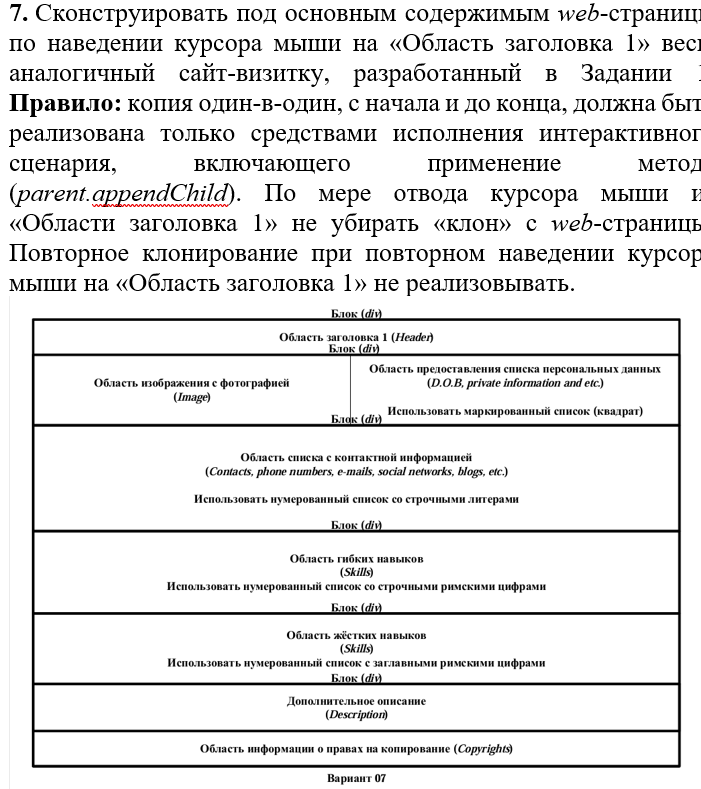 7. Сконструировать под основным содержимым web-страниц
по наведении курсора мыши на «Область заголовка 1» вес
аналогичный сайт-визитку, разработанный в Задании 1
Правило: копия один-в-один, с начала и до конца, должна быт
реализована только средствами исполнения интерактивног
сценария, включающего применение метод
(parent.appendChild). По мере отвода курсора мыши и
«Области заголовка 1» не убирать «клон» с web-страницы
Повторное клонирование при повторном наведении курсор
мыши на «Область заголовка 1» не реализовывать.
Блок (div)
Область заголовка 1 (Header)
Блок (div)
Область изображения с фотографией
(Image)
Область предоставления списка персональных данных
(D.O.B, private information and etc.)
Использовать маркированный список (квадрат)
Блок (div)
Область списка с контактной информацией
(Contacts, phone numbers, e-mails, social networks, blogs, etc.)
Использовать нумерованный список со строчными литерами
Блок (div)
Область гибких навыков
(Skills)
Использовать нумерованный список со строчными римскими цифрами
Блок (div)
Область жёстких навыков
(Skills)
Использовать нумерованный список с заглавными римскими цифрами
Блок (div)
Дополнительное описание
(Description)
Область информации о правах на копирование (Copyrights)
Вариант 07